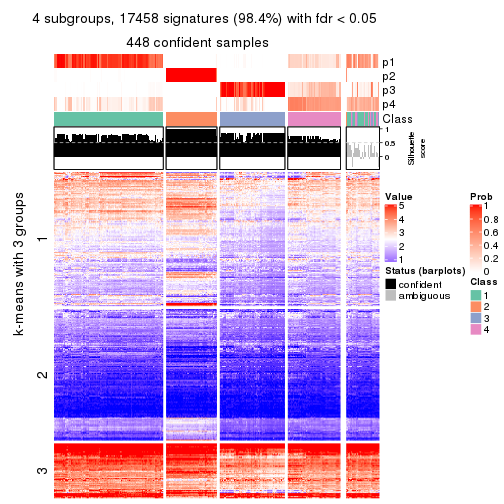 4 subgroups, 17458 signatures (98.4%) with fdr < 0.05
448 confident samples
p1
p2
p3
p4
Class
1
0.5
0
Silhouette
score
k-means with 3 groups
1
2
3
Value
5
4
3
2
1
Status (barplots)
confident
ambiguous
Prob
1
0.8
0.6
0.4
0.2
0
Class
1
2
3
4